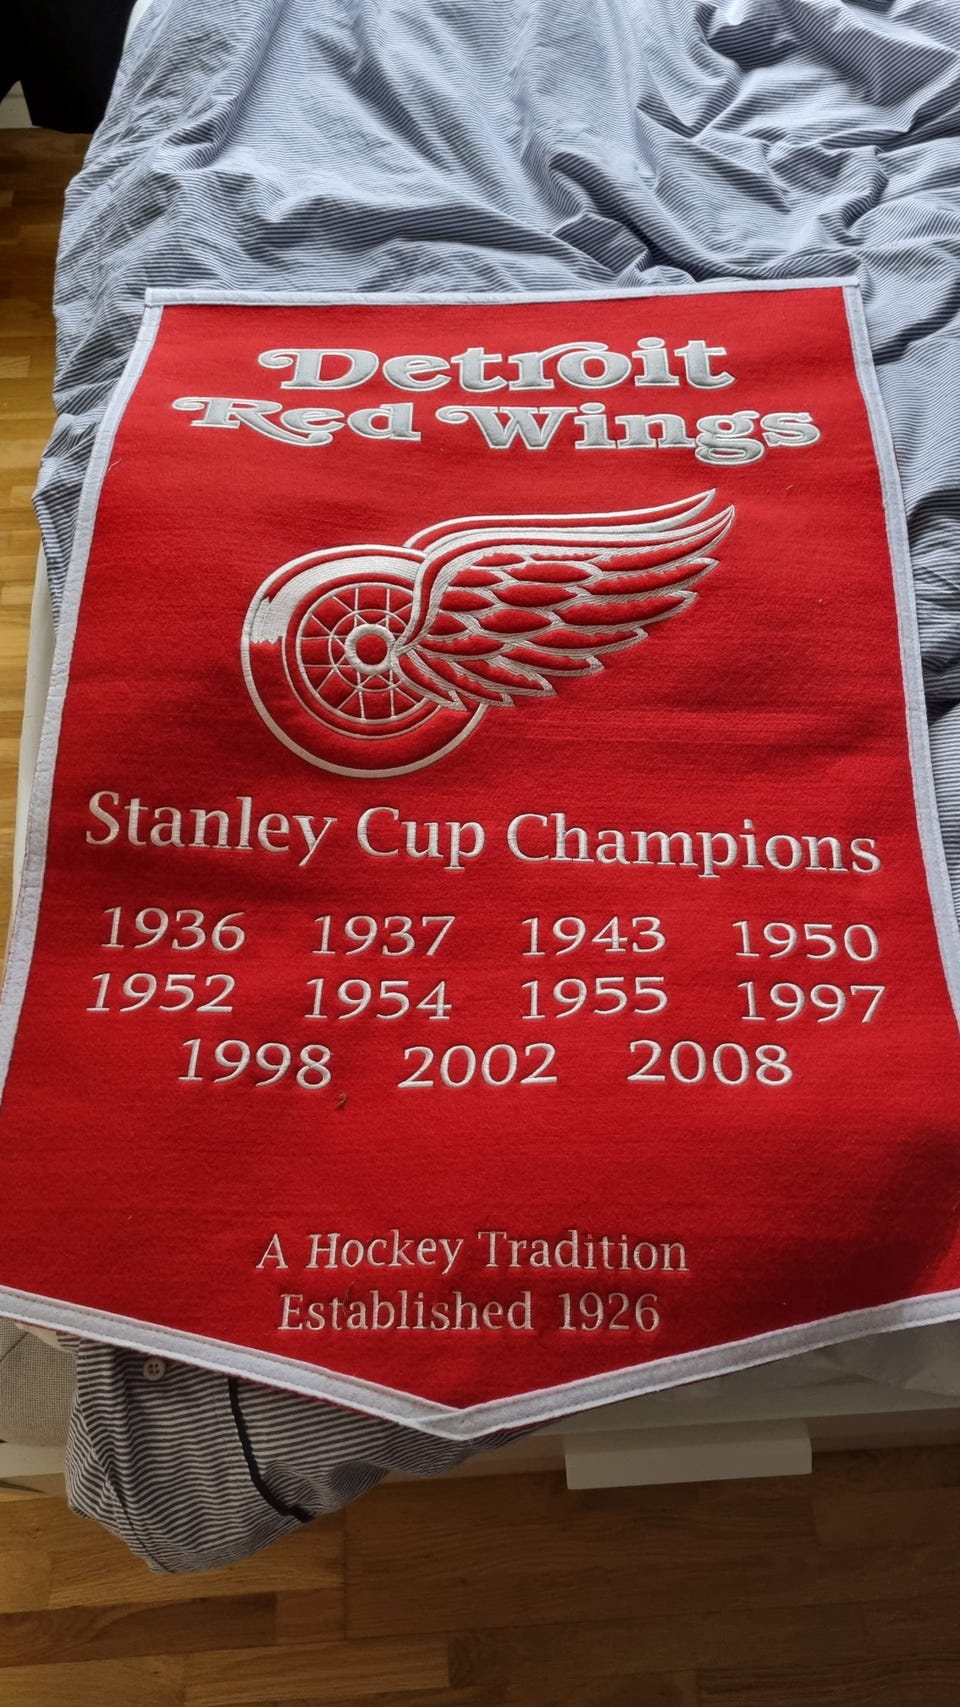 Detroit
Red Wings
Stanley Cup Champions
1936 1937 1943 1950
1952 1954 1955 1997
1998 2002 2008
A Hockey Tradition
Established 1926